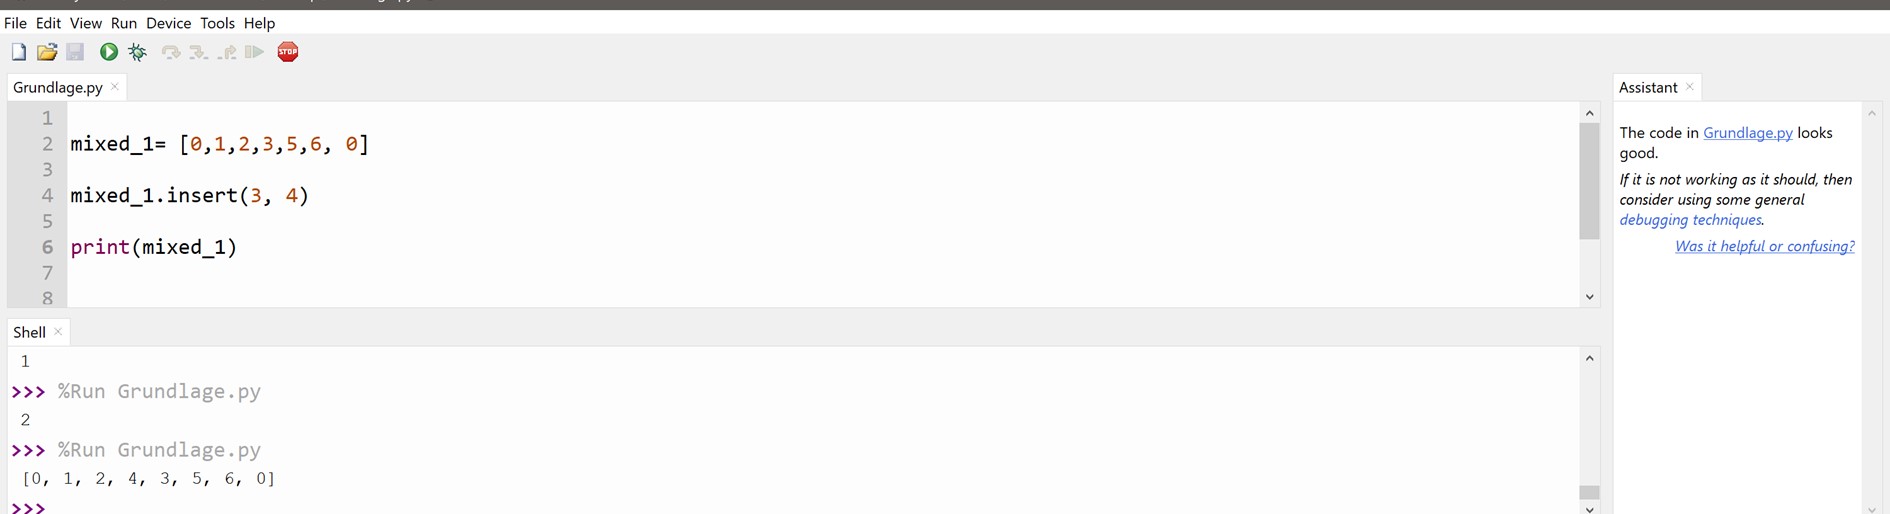 File Edit View Run Device Tools Help
STOP
Grundlage.py
1
2 mixed_1= [0,1,2,3,5,6, 0]
3
4 mixed_1.insert(3, 4)
5
6 print(mixed_1)
7
8
Shell
1
>>> %Run Grundlage.py
2
>>> %Run Grundlage.py
[0, 1, 2, 4, 3, 5, 6, 0]
>>>
Assistant
The code in Grundlage.py looks
good.
If it is not working as it should, then
consider using some general
debugging techniques.
Was it helpful or confusing?